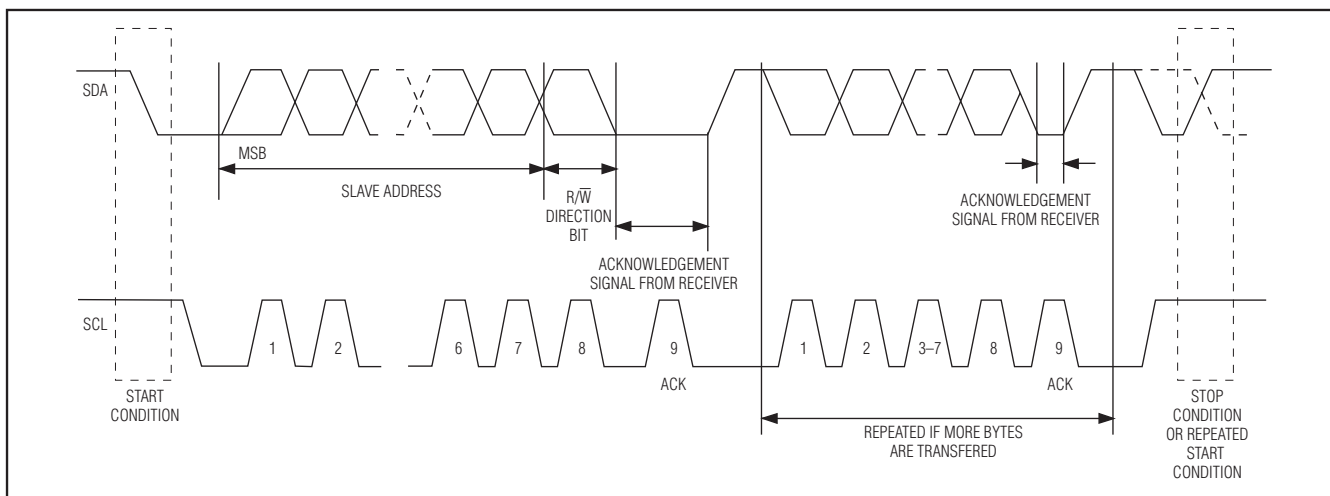 SDA
MSB
SLAVE ADDRESS
R/W̅
DIRECTION
BIT
ACKNOWLEDGEMENT
SIGNAL FROM RECEIVER
ACKNOWLEDGEMENT
SIGNAL FROM RECEIVER
SCL
1
2
6
7
8
9
1
2
3–7
8
9
ACK
ACK
START
CONDITION
REPEATED IF MORE BYTES
ARE TRANSFERED
STOP
CONDITION
OR REPEATED
START
CONDITION